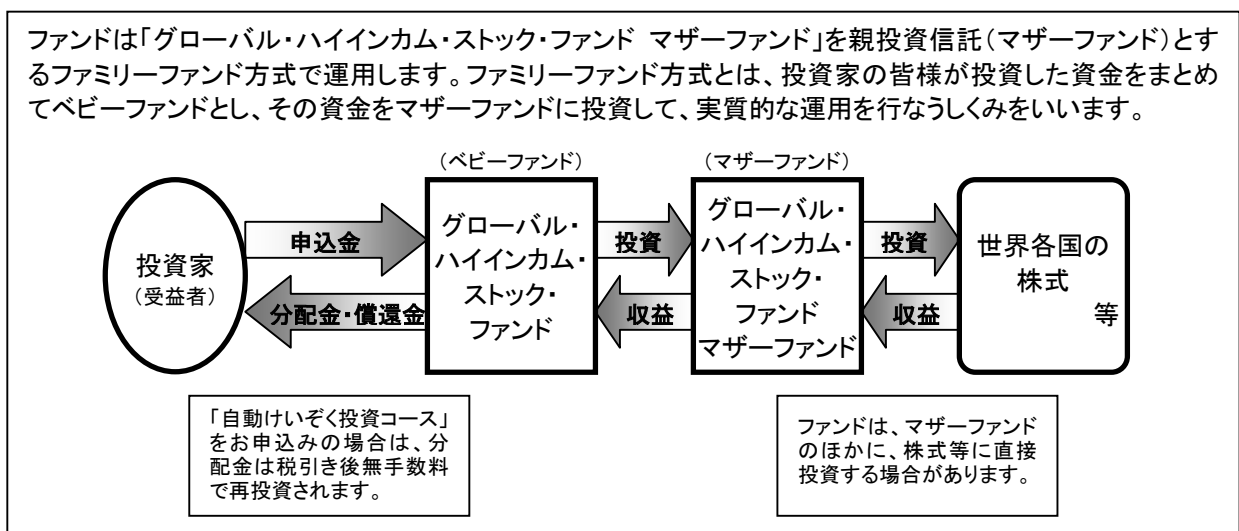 ファンドは「グローバル・ハイインカム・ストック・ファンド マザーファンド」を親投資信託(マザーファンド)とす
るファミリーファンド方式で運用します。ファミリーファンド方式とは、投資家の皆様が投資した資金をまとめ
てベビーファンドとし、その資金をマザーファンドに投資して、実質的な運用を行なうしくみをいいます。
投資家
(受益者)
申込金
分配金・償還金
(ベビーファンド)
グローバル・
ハイインカム・
ストック・
ファンド
投資
収益
(マザーファンド)
グローバル・
ハイインカム・
ストック・
ファンド
マザーファンド
投資
収益
世界各国の
株式
等
「自動けいぞく投資コース」
をお申込みの場合は、分
配金は税引き後無手数料
で再投資されます。
ファンドは、マザーファンド
のほかに、株式等に直接
投資する場合があります。